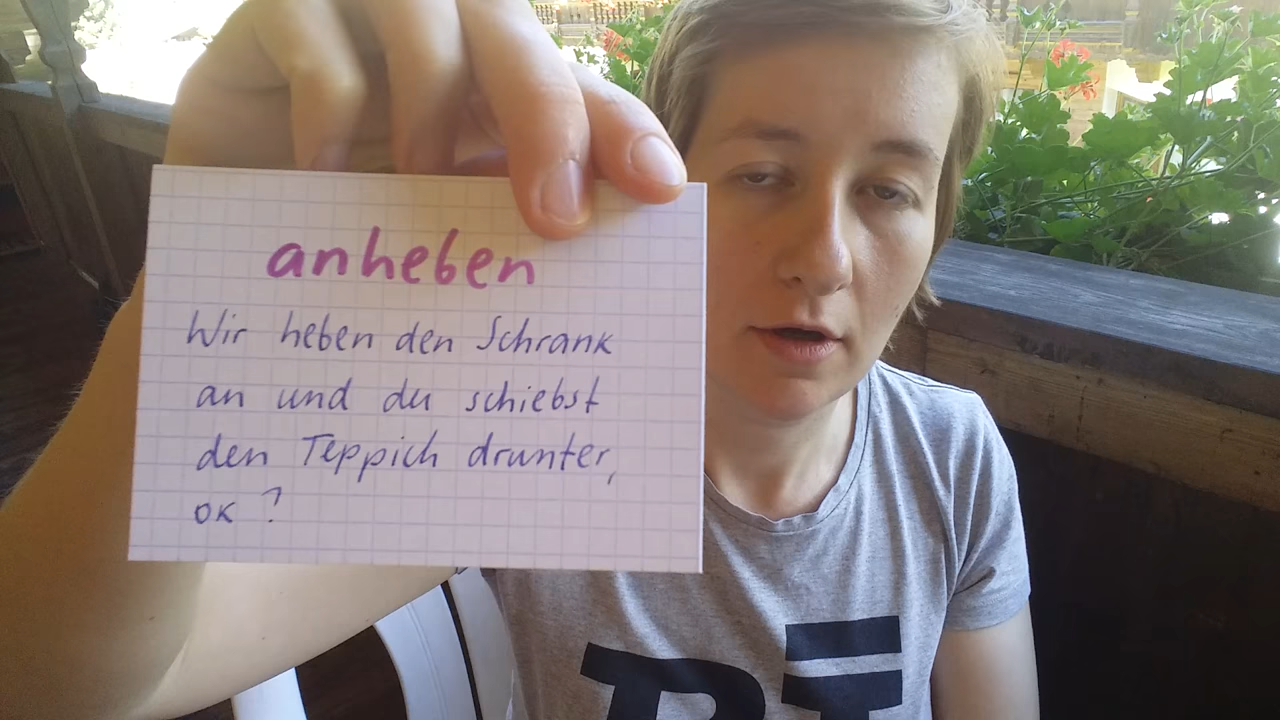 anheben
Wir heben den Schrank
an und du schiebst
den Teppich drunter,
OK ?